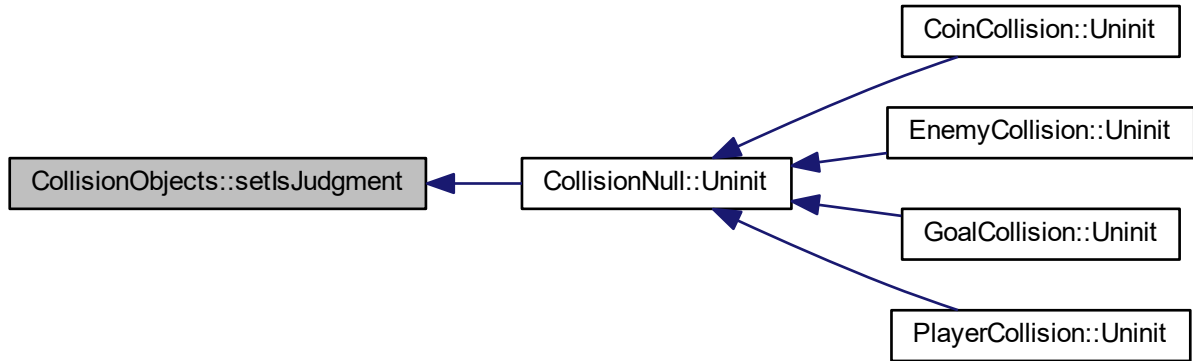 CoinCollision::Uninit
EnemyCollision::Uninit
CollisionObjects::setIsJudgment
CollisionNull::Uninit
GoalCollision::Uninit
PlayerCollision::Uninit